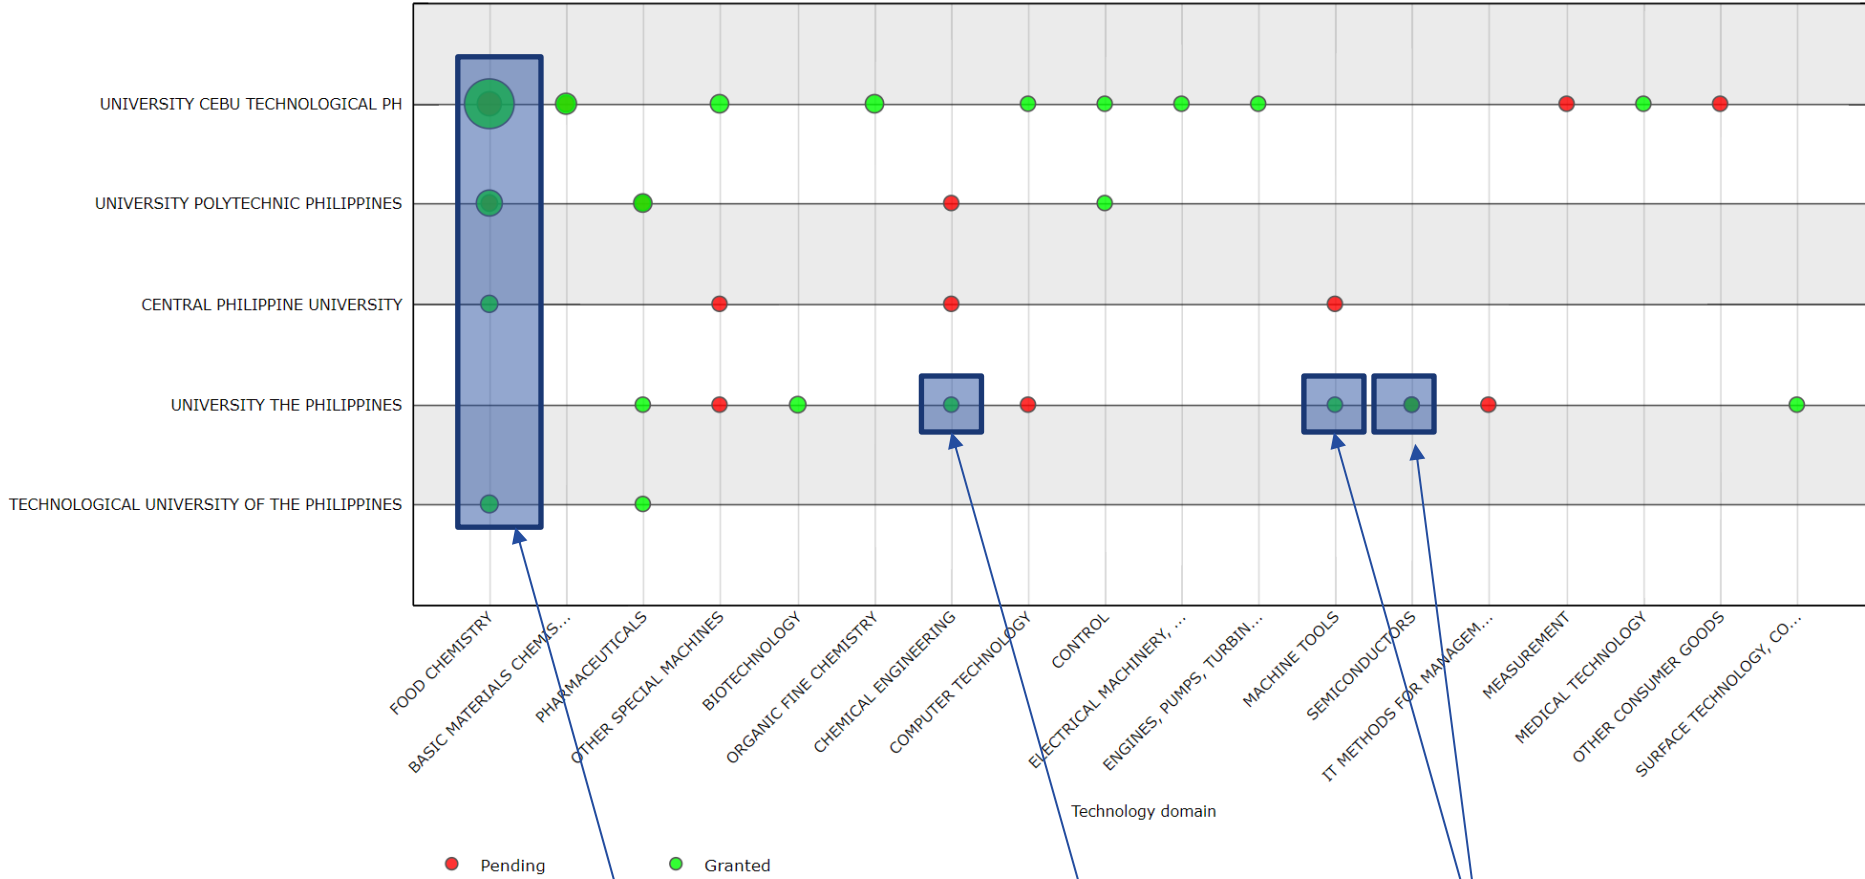 UNIVERSITY CEBU TECHNOLOGICAL PH
UNIVERSITY POLYTECHNIC PHILIPPINES
CENTRAL PHILIPPINE UNIVERSITY
UNIVERSITY THE PHILIPPINES
TECHNOLOGICAL UNIVERSITY OF THE PHILIPPINES
FOOD CHEMISTRY
BASIC MATERIALS CHEMIS...
PHARMACEUTICALS
OTHER SPECIAL MACHINES
BIOTECHNOLOGY
ORGANIC FINE CHEMISTRY
CHEMICAL ENGINEERING
COMPUTER TECHNOLOGY
CONTROL
ELECTRICAL MACHINERY, ...
ENGINES, PUMPS, TURBIN...
MACHINE TOOLS
SEMICONDUCTORS
IT METHODS FOR MANAGEM...
MEASUREMENT
MEDICAL TECHNOLOGY
OTHER CONSUMER GOODS
SURFACE TECHNOLOGY, CO...
Technology domain
Pending
Granted